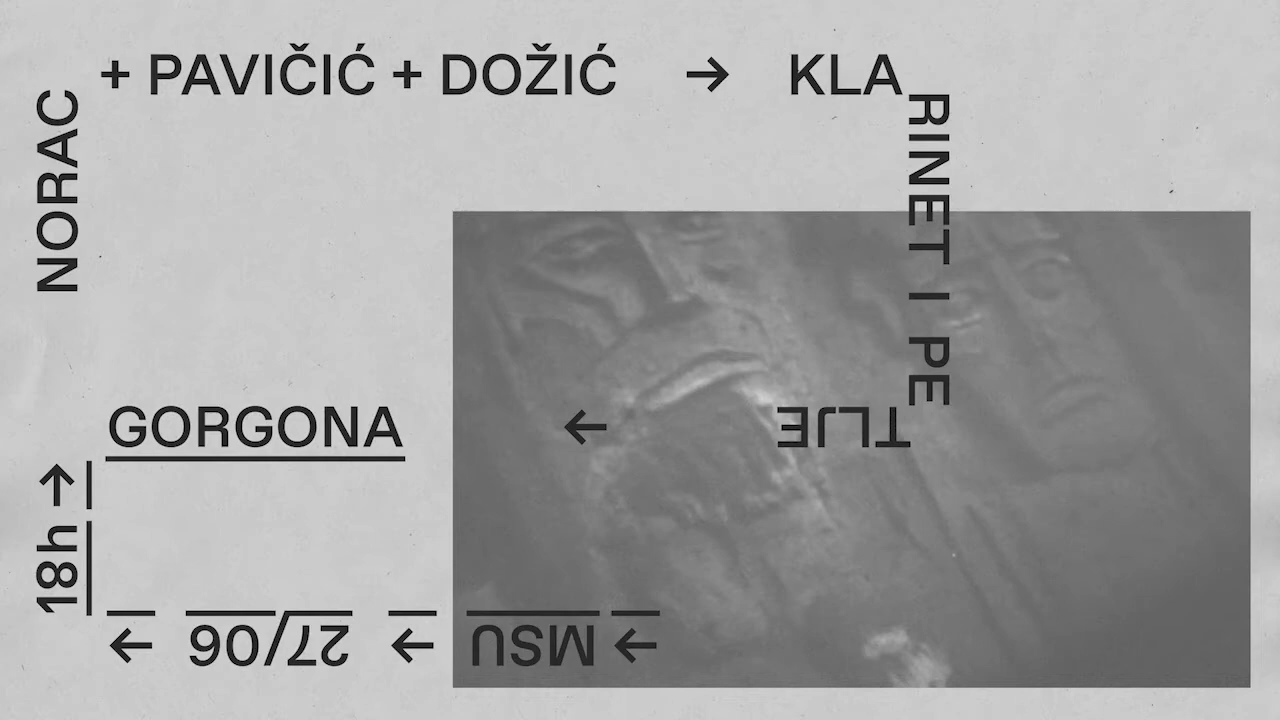 NORAC
+ PAVIČIĆ + DOŽIĆ → KLA
RINET I PE
TLJE
←
← MSU
← 27/06
←
18h →
GORGONA